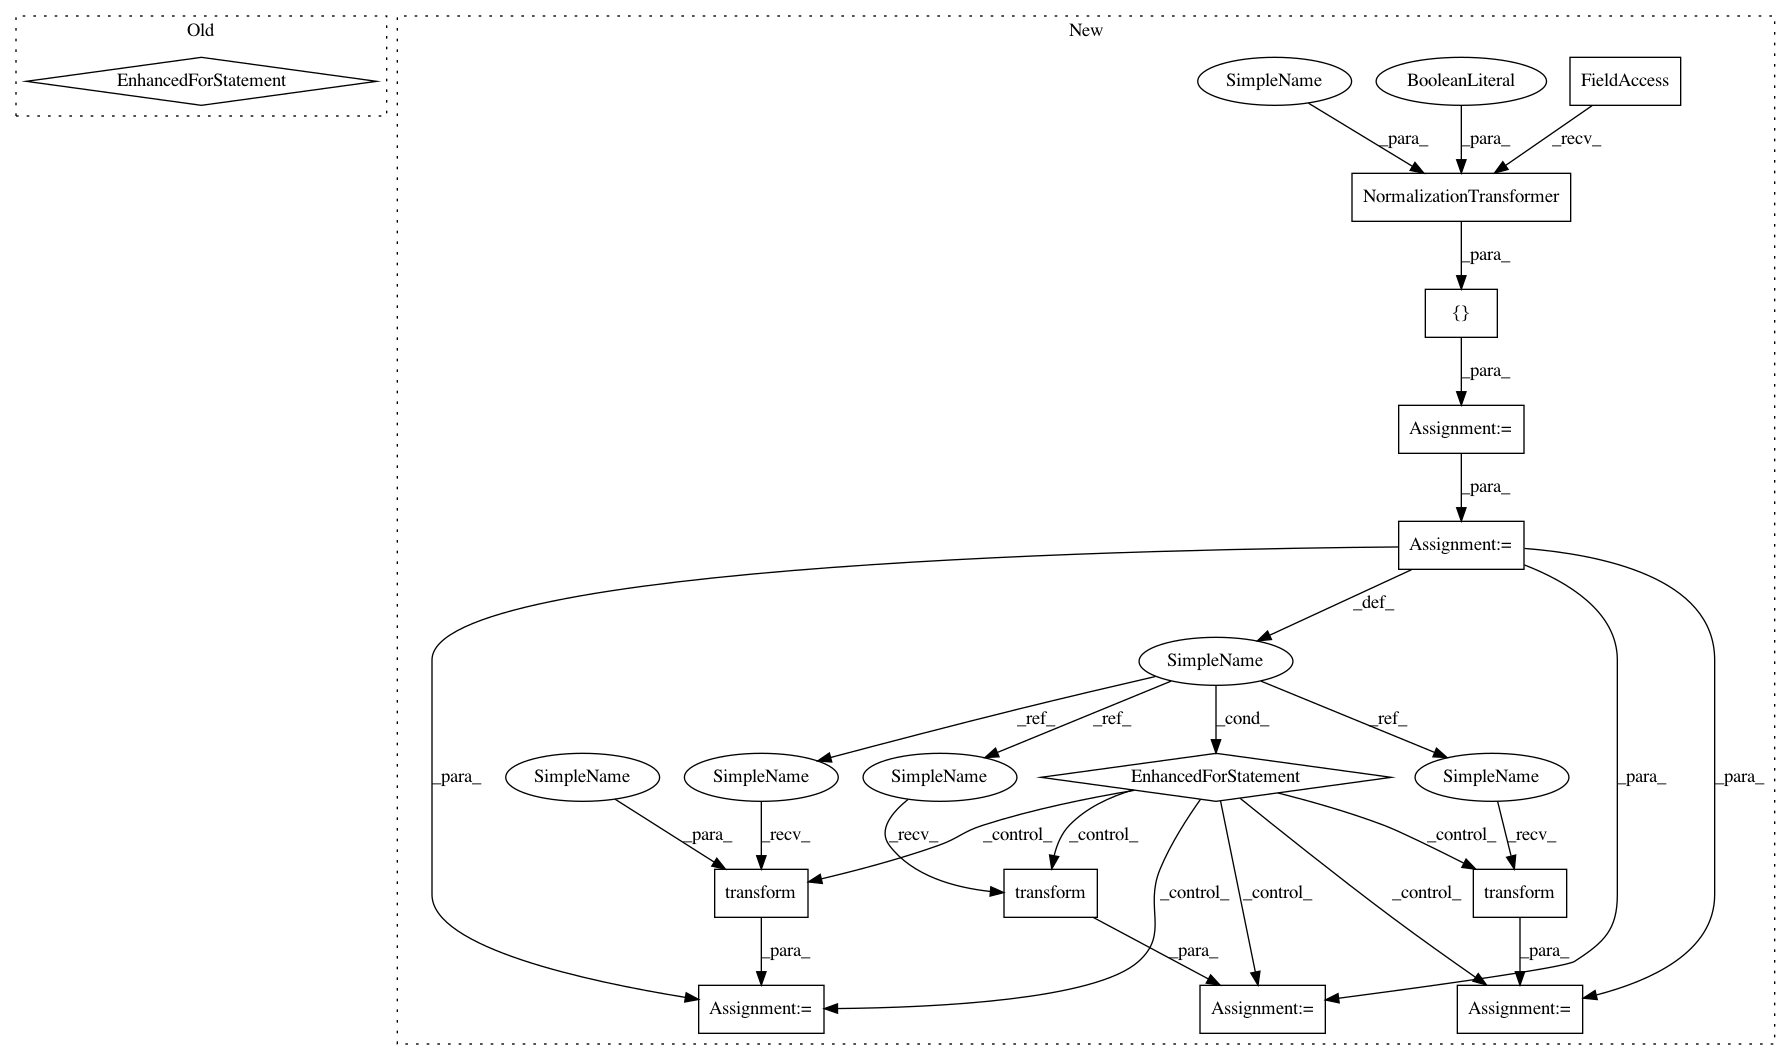 Old
New
EnhancedForStatement
SimpleName
BooleanLiteral
FieldAccess
_para_
_para_
_recv_
NormalizationTransformer
_para_
{}
_para_
Assignment:=
_para_
Assignment:=
_def_
SimpleName
_ref_
_ref_
_cond_
_ref_
SimpleName
SimpleName
SimpleName
EnhancedForStatement
SimpleName
_para_
_para_
_para_
_para_
_recv_
_recv_
_control_
_control_
_control_
_recv_
transform
transform
_control_
_control_
_control_
transform
_para_
_para_
_para_
Assignment:=
Assignment:=
Assignment:=